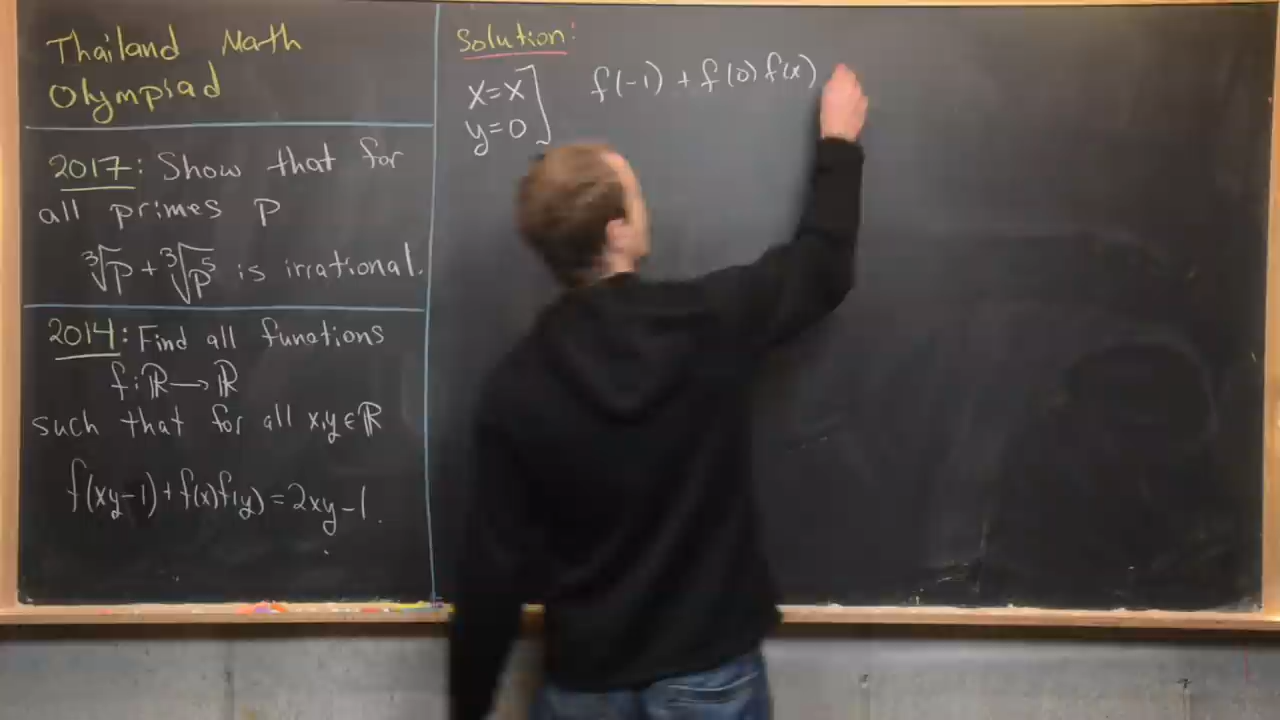 Thailand Math
Olympiad
2017: Show that for
all primes p
∛p + ∛p⁵ is irrational.
2014: Find all functions
f: ℝ → ℝ
such that for all x,y ∈ ℝ
f(xy-1) + f(x)f(y) = 2xy-1.
Solution:
x=x
y=0
f(-1) + f(0) f(x)